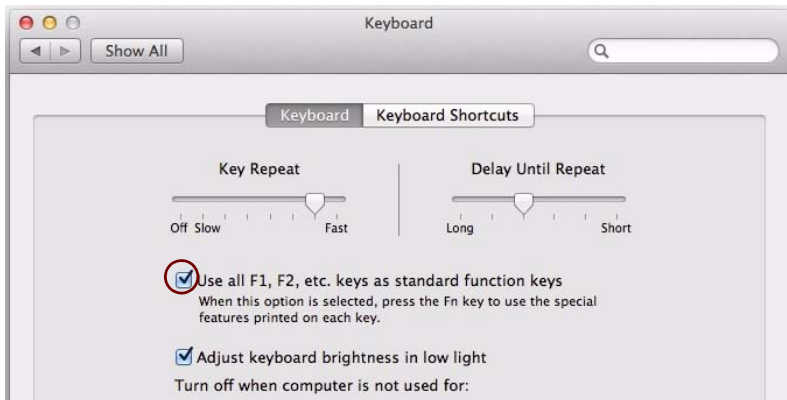 Keyboard
Show All
Keyboard Keyboard Shortcuts
Key Repeat Delay Until Repeat
Off Slow Fast Long Short
Use all F1, F2, etc. keys as standard function keys
When this option is selected, press the Fn key to use the special
features printed on each key.
Adjust keyboard brightness in low light
Turn off when computer is not used for: